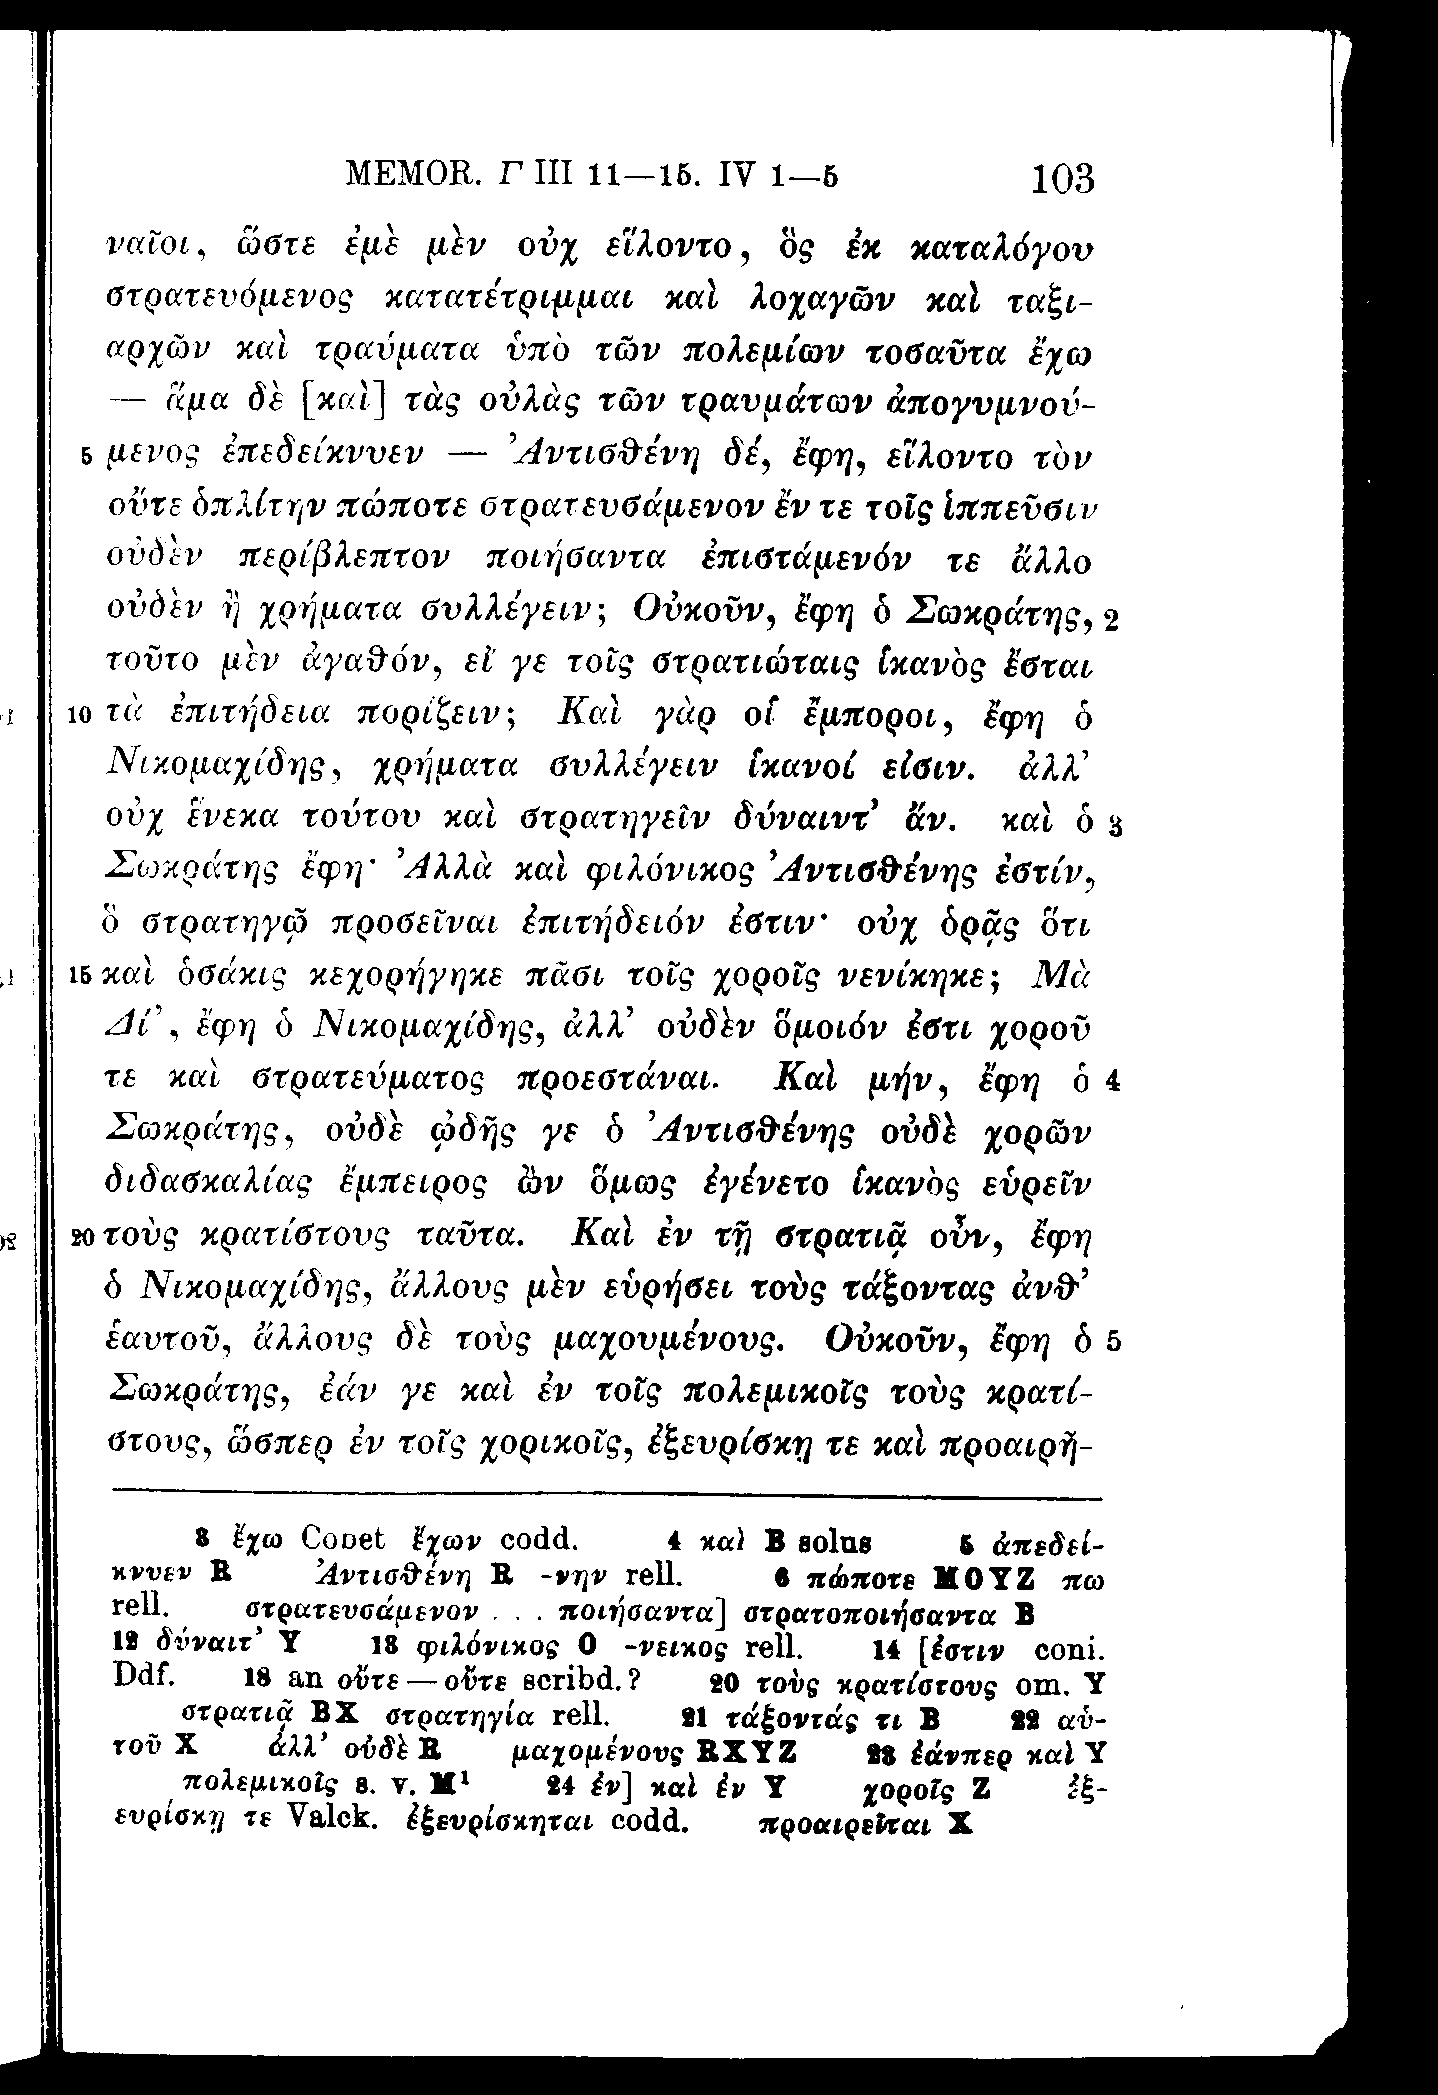 MEMOR. Γ III 11—15. IV 1—5 103
ναῖοι, ὥστε ἐμὲ μὲν οὐχ εἵλοντο, ὃς ἐκ καταλόγου
στρατευόμενος κατατέτριμμαι καὶ λοχαγῶν καὶ ταξι-
αρχῶν καὶ τραύματα ὑπὸ τῶν πολεμίων τοσαῦτα ἔχω
— ἅμα δὲ [καὶ] τὰς οὐλὰς τῶν τραυμάτων ἀπογυμνού-
5 μενος ἐπεδείκνυεν — Ἀντισθένη δέ, ἔφη, εἵλοντο τὸν
οὔτε ὁπλίτην πώποτε στρατευσάμενον ἔν τε τοῖς ἱππεῦσιν
οὐδὲν περίβλεπτον ποιήσαντα ἐπιστάμενόν τε ἄλλο
οὐδὲν ἢ χρήματα συλλέγειν; Οὐκοῦν, ἔφη ὁ Σωκράτης, 2
τοῦτο μὲν ἀγαθόν, εἴ γε τοῖς στρατιώταις ἱκανὸς ἔσται
10 τὰ ἐπιτήδεια πορίζειν; Καὶ γὰρ οἱ ἔμποροι, ἔφη ὁ
Νικομαχίδης, χρήματα συλλέγειν ἱκανοί εἰσιν. ἀλλ’
οὐχ ἕνεκα τούτου καὶ στρατηγεῖν δύναιντ’ ἄν. καὶ ὁ 3
Σωκράτης ἔφη· Ἀλλὰ καὶ φιλόνικος Ἀντισθένης ἐστίν,
ὃ στρατηγῷ προσεῖναι ἐπιτήδειόν ἐστιν· οὐχ ὁρᾷς ὅτι
15 καὶ ὁσάκις κεχορήγηκε πᾶσι τοῖς χοροῖς νενίκηκε; Μὰ
Δί’, ἔφη ὁ Νικομαχίδης, ἀλλ’ οὐδὲν ὅμοιόν ἐστι χοροῦ
τε καὶ στρατεύματος προεστάναι. Καὶ μήν, ἔφη ὁ 4
Σωκράτης, οὐδὲ ᾠδῆς γε ὁ Ἀντισθένης οὐδὲ χορῶν
διδασκαλίας ἔμπειρος ὢν ὅμως ἐγένετο ἱκανὸς εὑρεῖν
20 τοὺς κρατίστους ταῦτα. Καὶ ἐν τῇ στρατιᾷ οὖν, ἔφη
ὁ Νικομαχίδης, ἄλλους μὲν εὑρήσει τοὺς τάξοντας ἀνθ’
ἑαυτοῦ, ἄλλους δὲ τοὺς μαχουμένους. Οὐκοῦν, ἔφη ὁ 5
Σωκράτης, ἐάν γε καὶ ἐν τοῖς πολεμικοῖς τοὺς κρατί-
στους, ὥσπερ ἐν τοῖς χορικοῖς, ἐξευρίσκῃ τε καὶ προαιρῆ-
3 ἔχω Cobet ἔχων codd. 4 καὶ B solus 5 ἀπεδεί-
κνυεν R Ἀντισθένη R -νην rell. 6 πώποτε MOYZ πω
rell. στρατευσάμενον . . . ποιήσαντα] στρατοποιήσαντα B
12 δύναιτ’ Y 13 φιλόνικος O -νεικος rell. 14 [ἐστιν coni.
Ddf. 18 an οὔτε — οὔτε scribd.? 20 τοὺς κρατίστους om. Y
στρατιᾷ BX στρατηγία rell. 21 τάξοντάς τι B 22 αὑ-
τοῦ X ἀλλ’ οὐδὲ R μαχομένους RXYZ 23 ἐάνπερ καὶ Y
πολεμικοῖς s. v. M¹ 24 ἐν] καὶ ἐν Y χοροῖς Z ἐξ-
ευρίσκῃ τε Valck. ἐξευρίσκηται codd. προαιρεῖται X